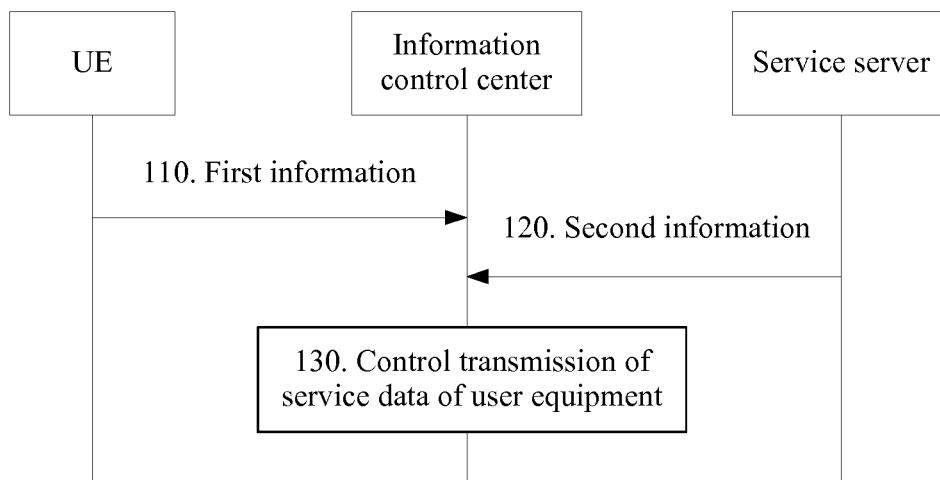 UE
Information
control center
Service server
110. First information
120. Second information
130. Control transmission of
service data of user equipment